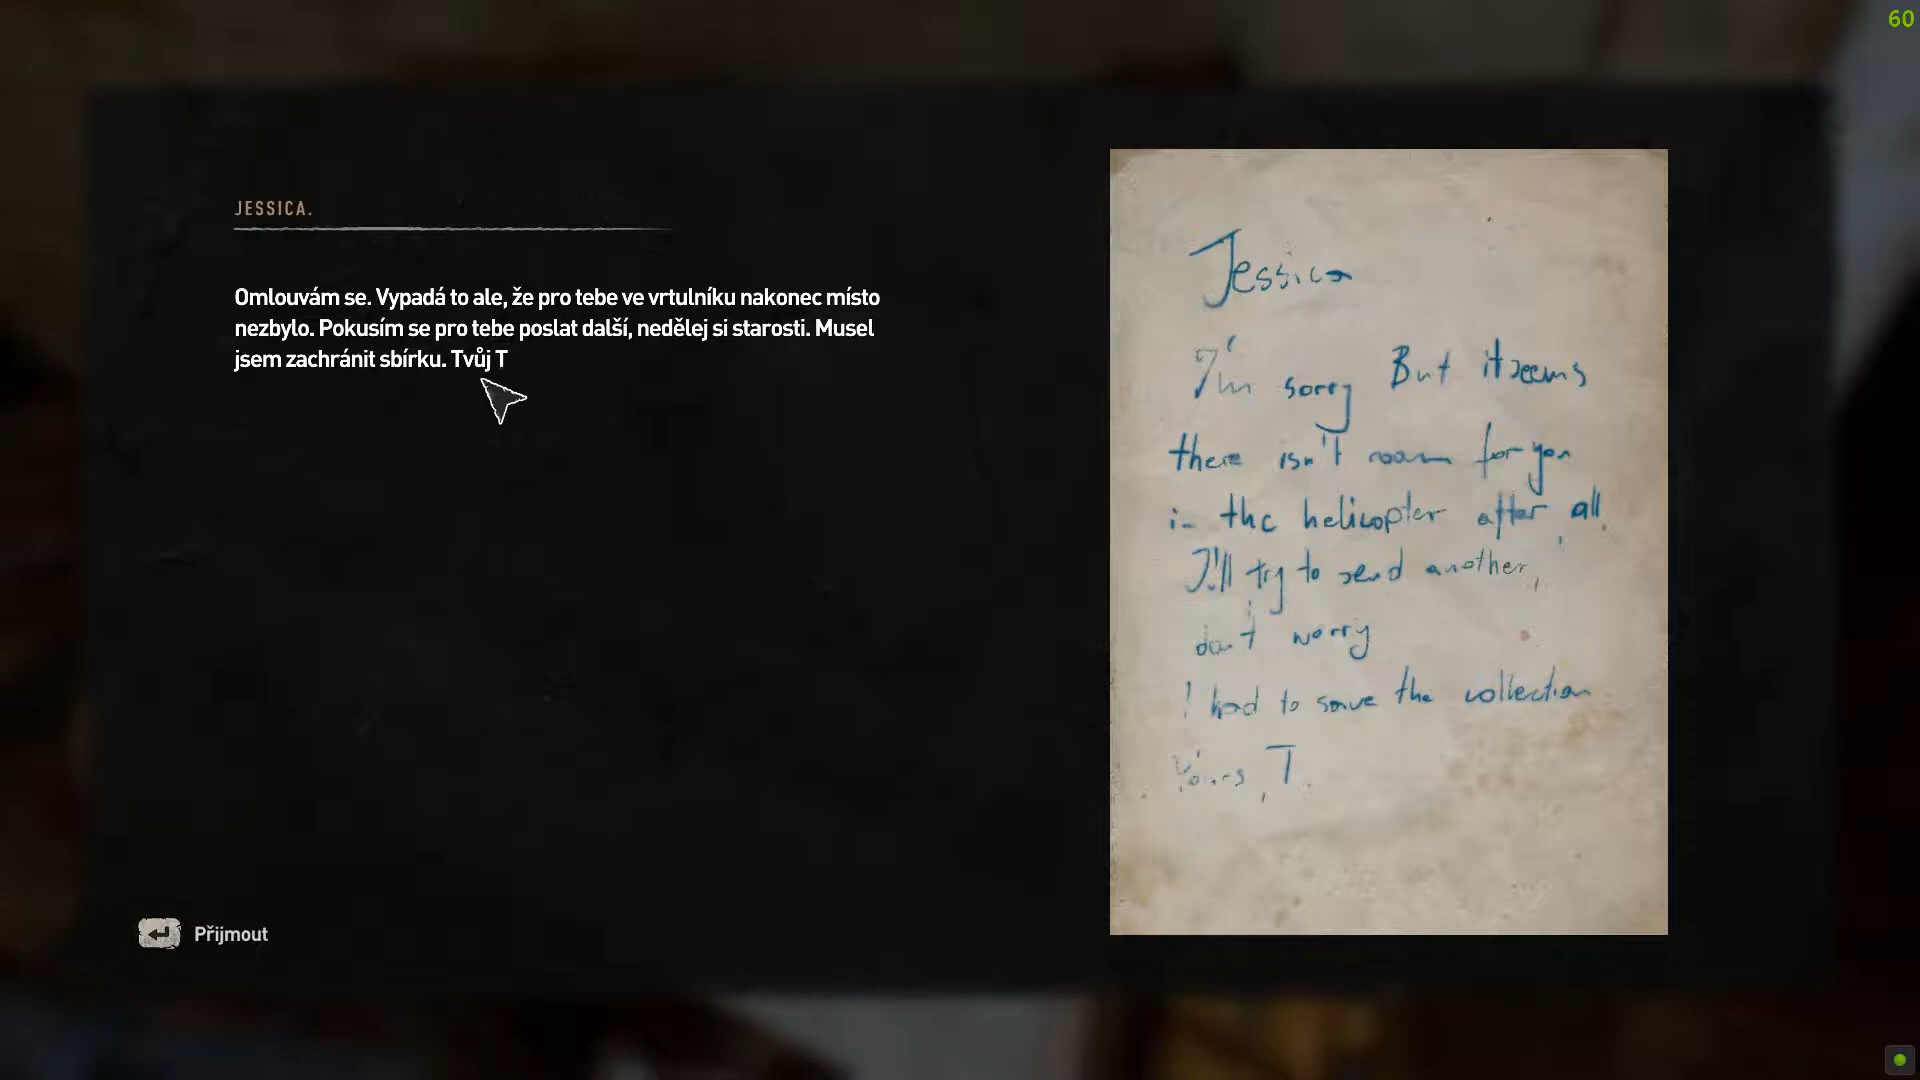 60
JESSICA.
Omlouvám se. Vypadá to ale, že pro tebe ve vrtulníku nakonec místo
nezbylo. Pokusím se pro tebe poslat další, nedělej si starosti. Musel
jsem zachránit sbírku. Tvůj T
Přijmout
Jessica
I'm sorry But it seems
there isn't room for you
in the helicopter after all.
I'll try to send another,
don't worry
I had to save the collection
Yours, T.